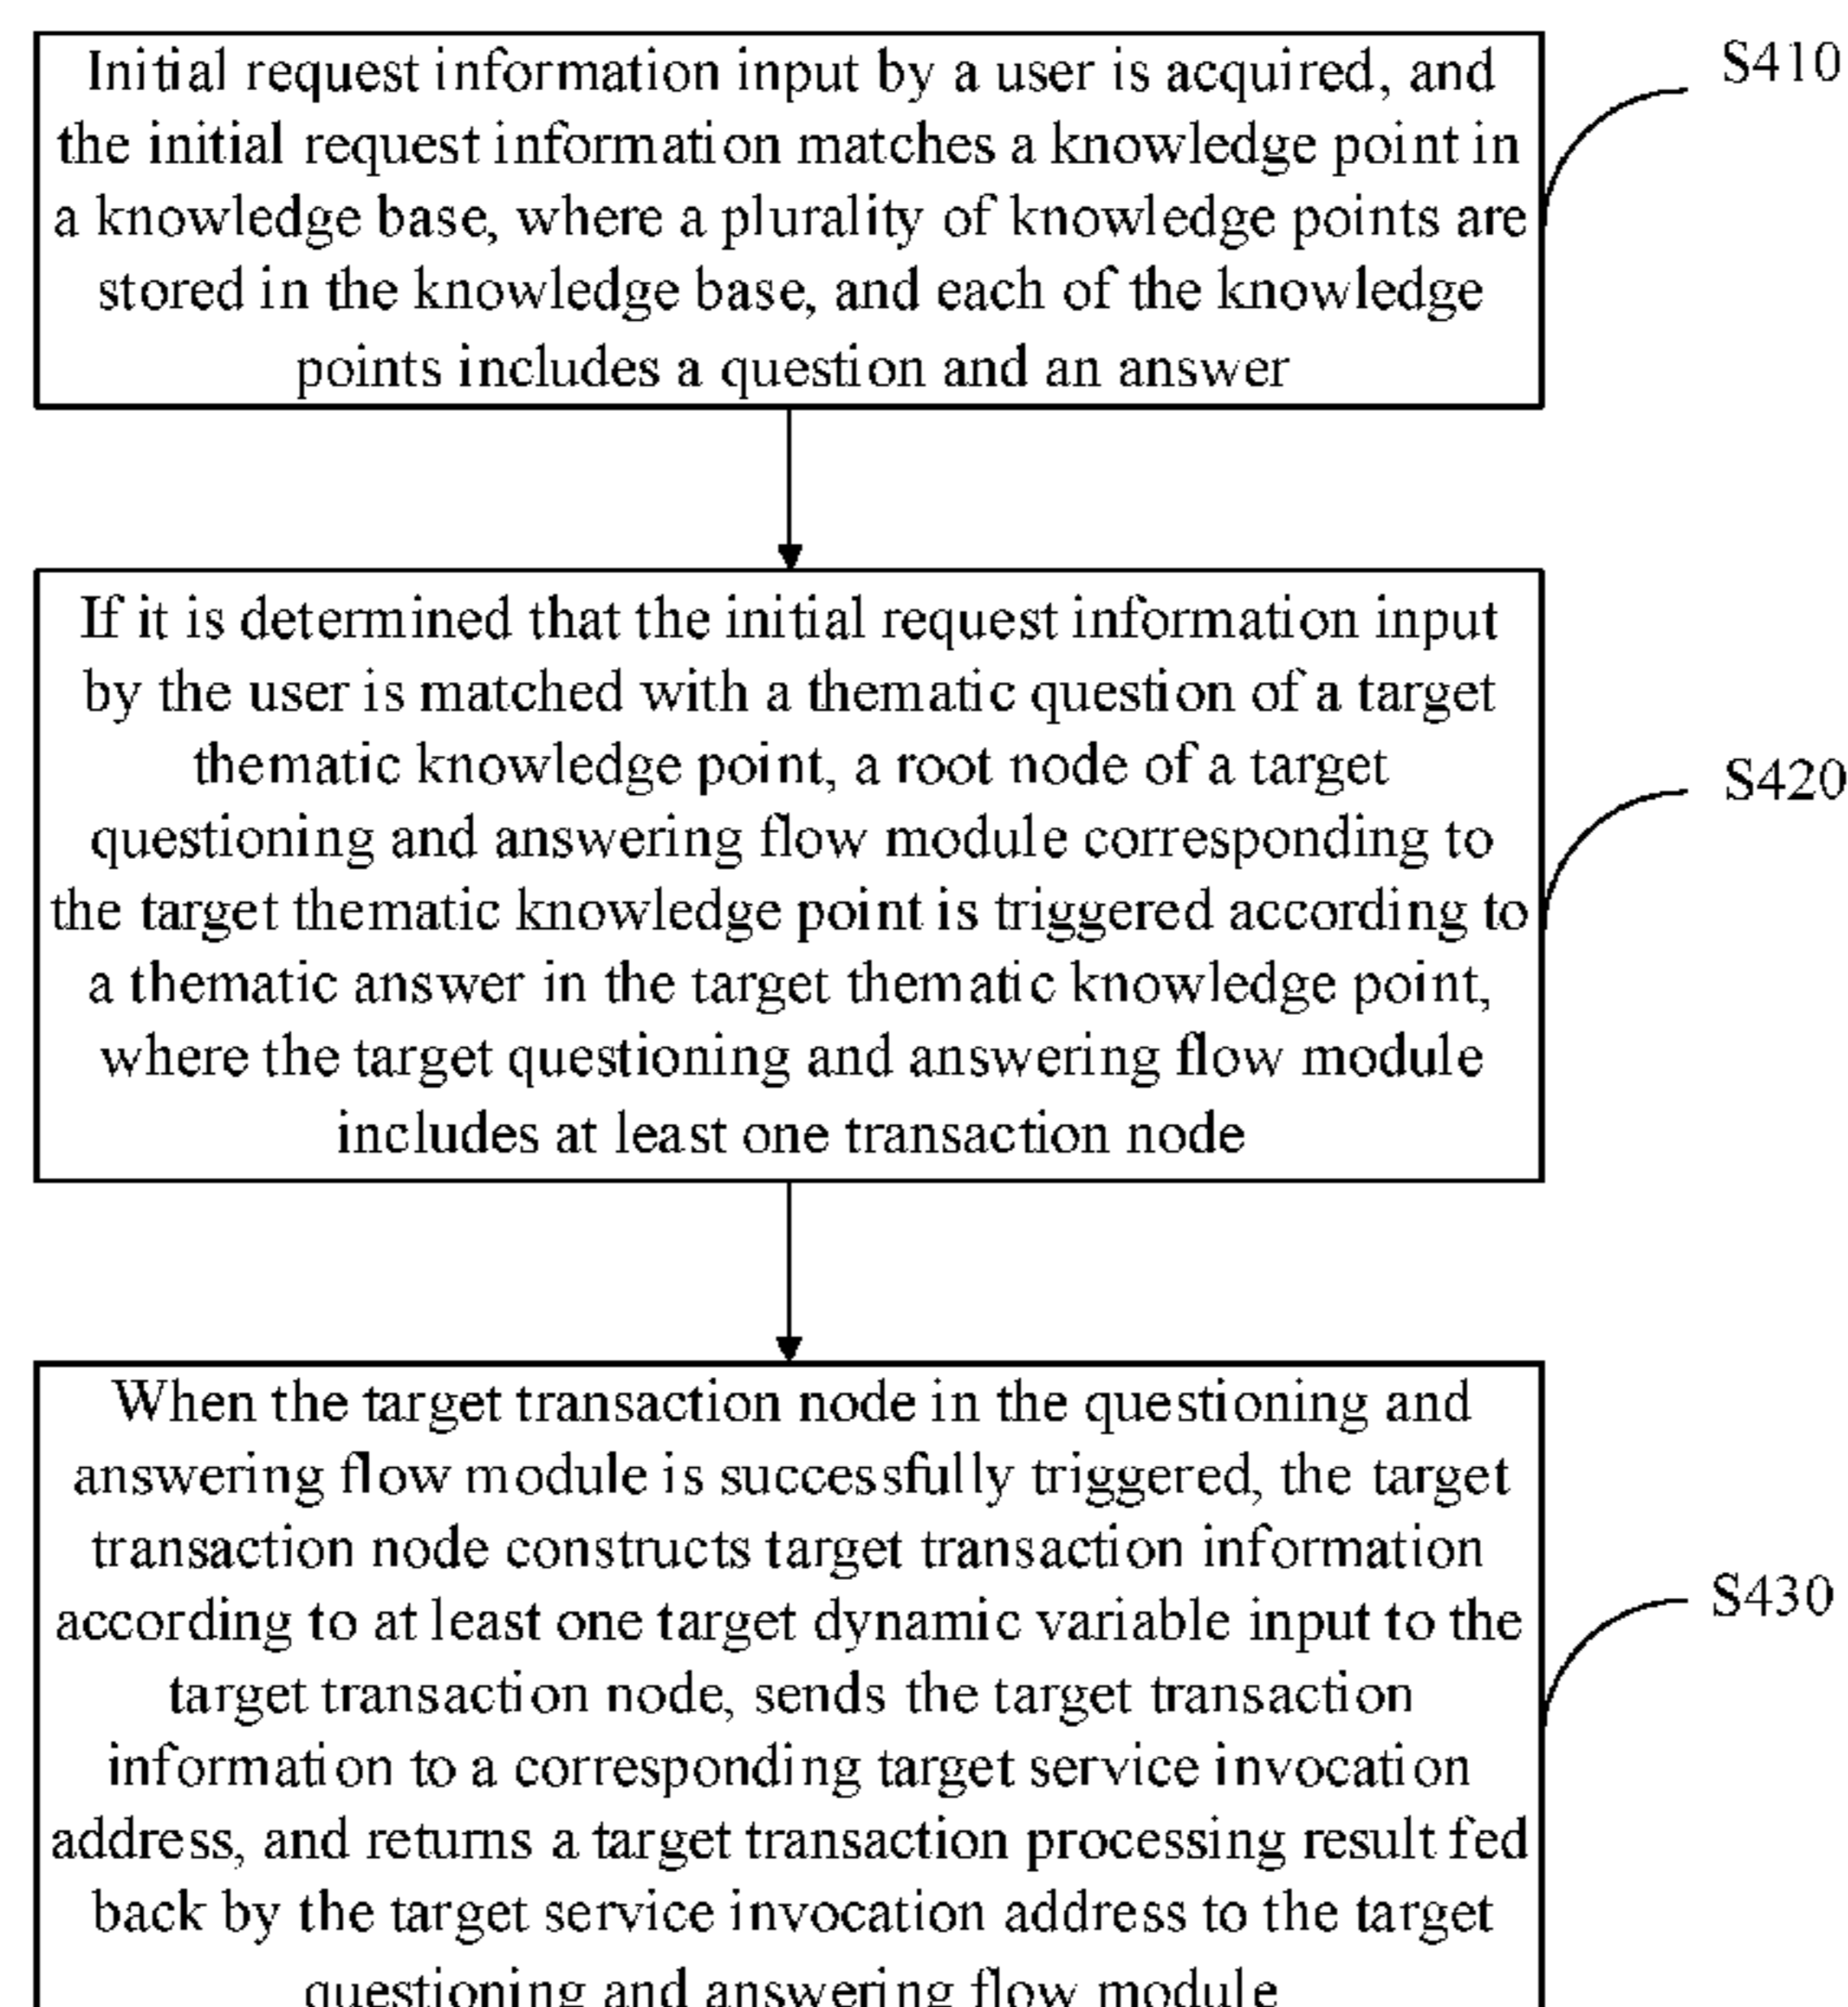 Initial request information input by a user is acquired, and
the initial request information matches a knowledge point in
a knowledge base, where a plurality of knowledge points are
stored in the knowledge base, and each of the knowledge
points includes a question and an answer
S410
If it is determined that the initial request information input
by the user is matched with a thematic question of a target
thematic knowledge point, a root node of a target
questioning and answering flow module corresponding to
the target thematic knowledge point is triggered according to
a thematic answer in the target thematic knowledge point,
where the target questioning and answering flow module
includes at least one transaction node
S420
When the target transaction node in the questioning and
answering flow module is successfully triggered, the target
transaction node constructs target transaction information
according to at least one target dynamic variable input to the
target transaction node, sends the target transaction
information to a corresponding target service invocation
address, and returns a target transaction processing result fed
back by the target service invocation address to the target
questioning and answering flow module
S430